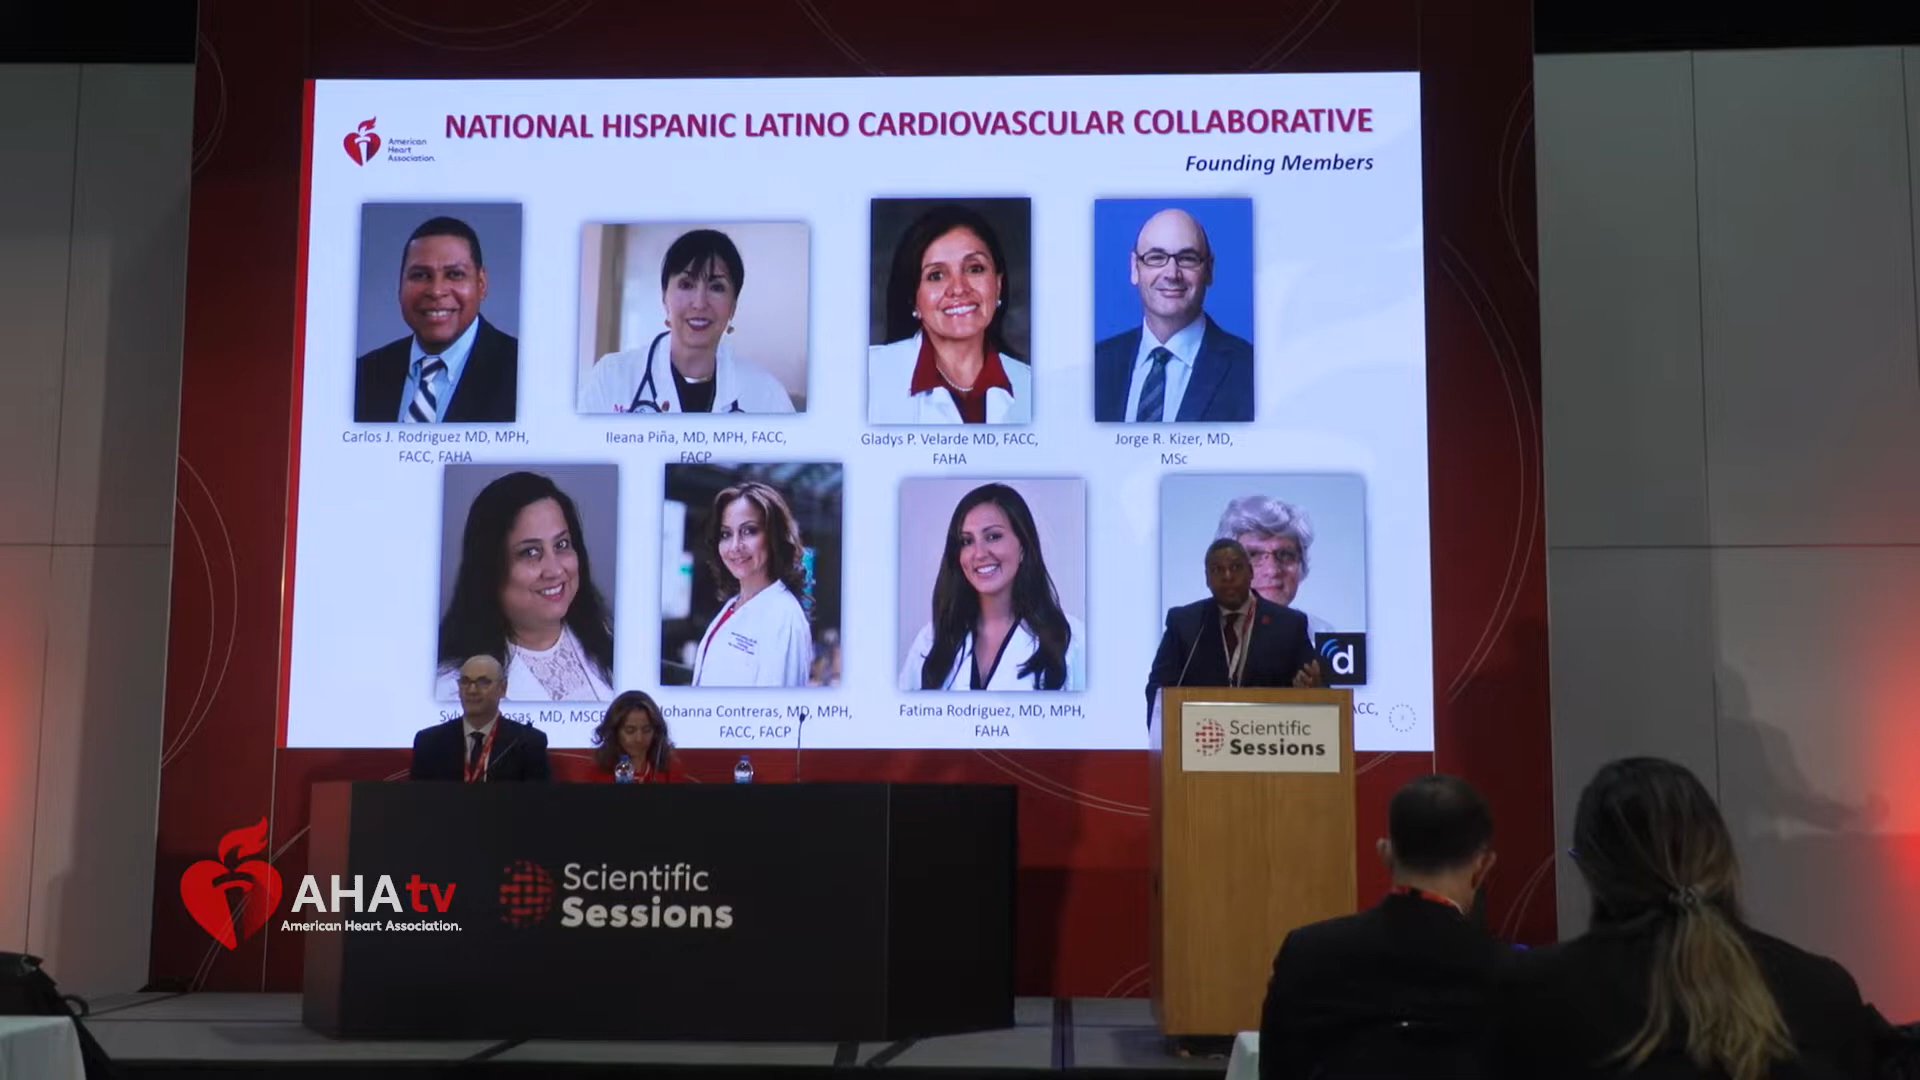 American
Heart
Association.
NATIONAL HISPANIC LATINO CARDIOVASCULAR COLLABORATIVE
Founding Members
Carlos J. Rodriguez MD, MPH,
FACC, FAHA
Ileana Piña, MD, MPH, FACC,
FACP
Gladys P. Velarde MD, FACC,
FAHA
Jorge R. Kizer, MD,
MSc
d
MD, MSCE
Johanna Contreras, MD, MPH,
FACC, FACP
Fatima Rodriguez, MD, MPH,
FAHA
Scientific
Sessions
AHAtv
American Heart Association.
Scientific
Sessions